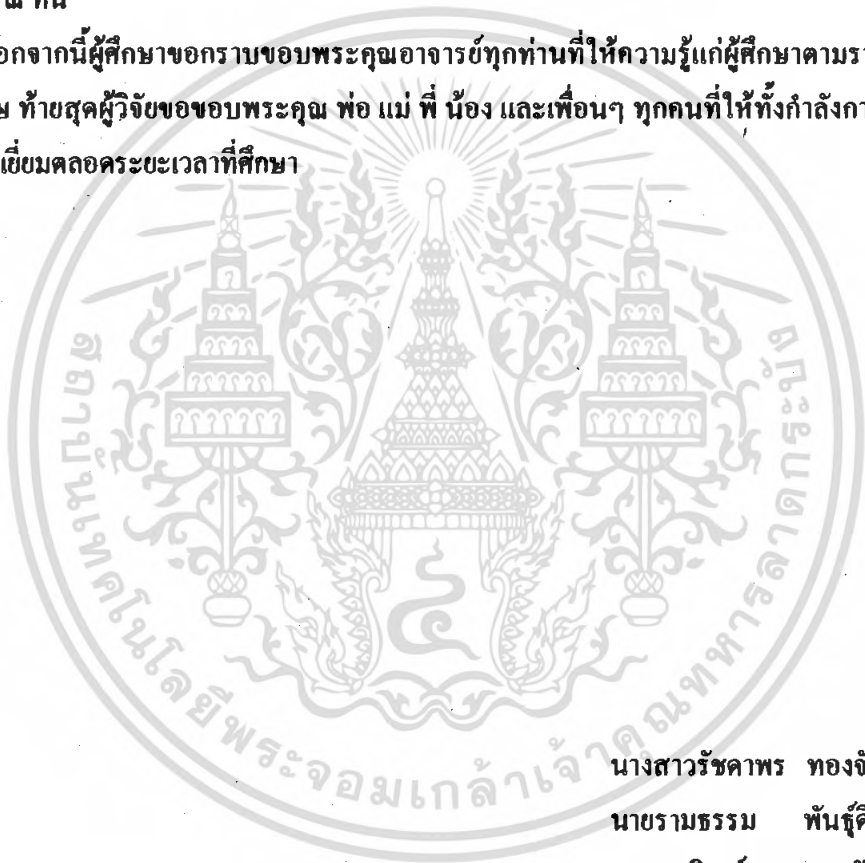 อกจากนี้ผู้ศึกษาขอกราบขอบพระคุณอาจารย์ทุกท่านที่ให้ความรู้แก่ผู้ศึกษาตามรา
ษ ท้ายสุดผู้วิจัยขอขอบพระคุณ พ่อ แม่ พี่ น้อง และเพื่อนๆ ทุกคนที่ให้ทั้งกำลังกา
เยี่ยมตลอดระยะเวลาที่ศึกษา
สถาบันเทคโนโลยีพระจอมเกล้าเจ้าคุณทหารลาดกระบัง
นางสาวรัชดาพร ทองจั
นายรามธรรม พันธุ์ดี